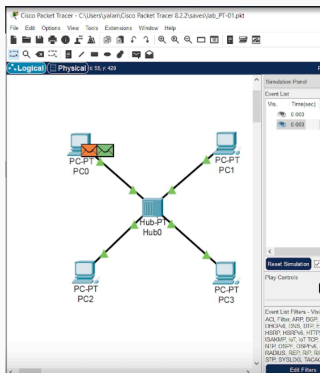 Cisco Packet Tracer - C:\Users\yalan\Cisco Packet Tracer 8.2.2\saves\lab_PT-01.pkt
File Edit Options View Tools Extensions Window Help
Logical Physical x: 55, y: 429
Simulation Panel
Event List
Vis. Time(sec)
0.003
0.003
PC-PT
PC0
PC-PT
PC1
Hub-PT
Hub0
PC-PT
PC2
PC-PT
PC3
Reset Simulation
Play Controls
Event List Filters - Visi
ACL Filter, ARP, BGP,
DHCPv6, DNS, DTP, E
HSRP, HSRPv6, HTTP
ISAKMP, IoT, IoT TCP,
NTP, OSPF, OSPFv6,
RADIUS, REP, RIP, RI
STP, SYSLOG, TACAC
Edit Filters